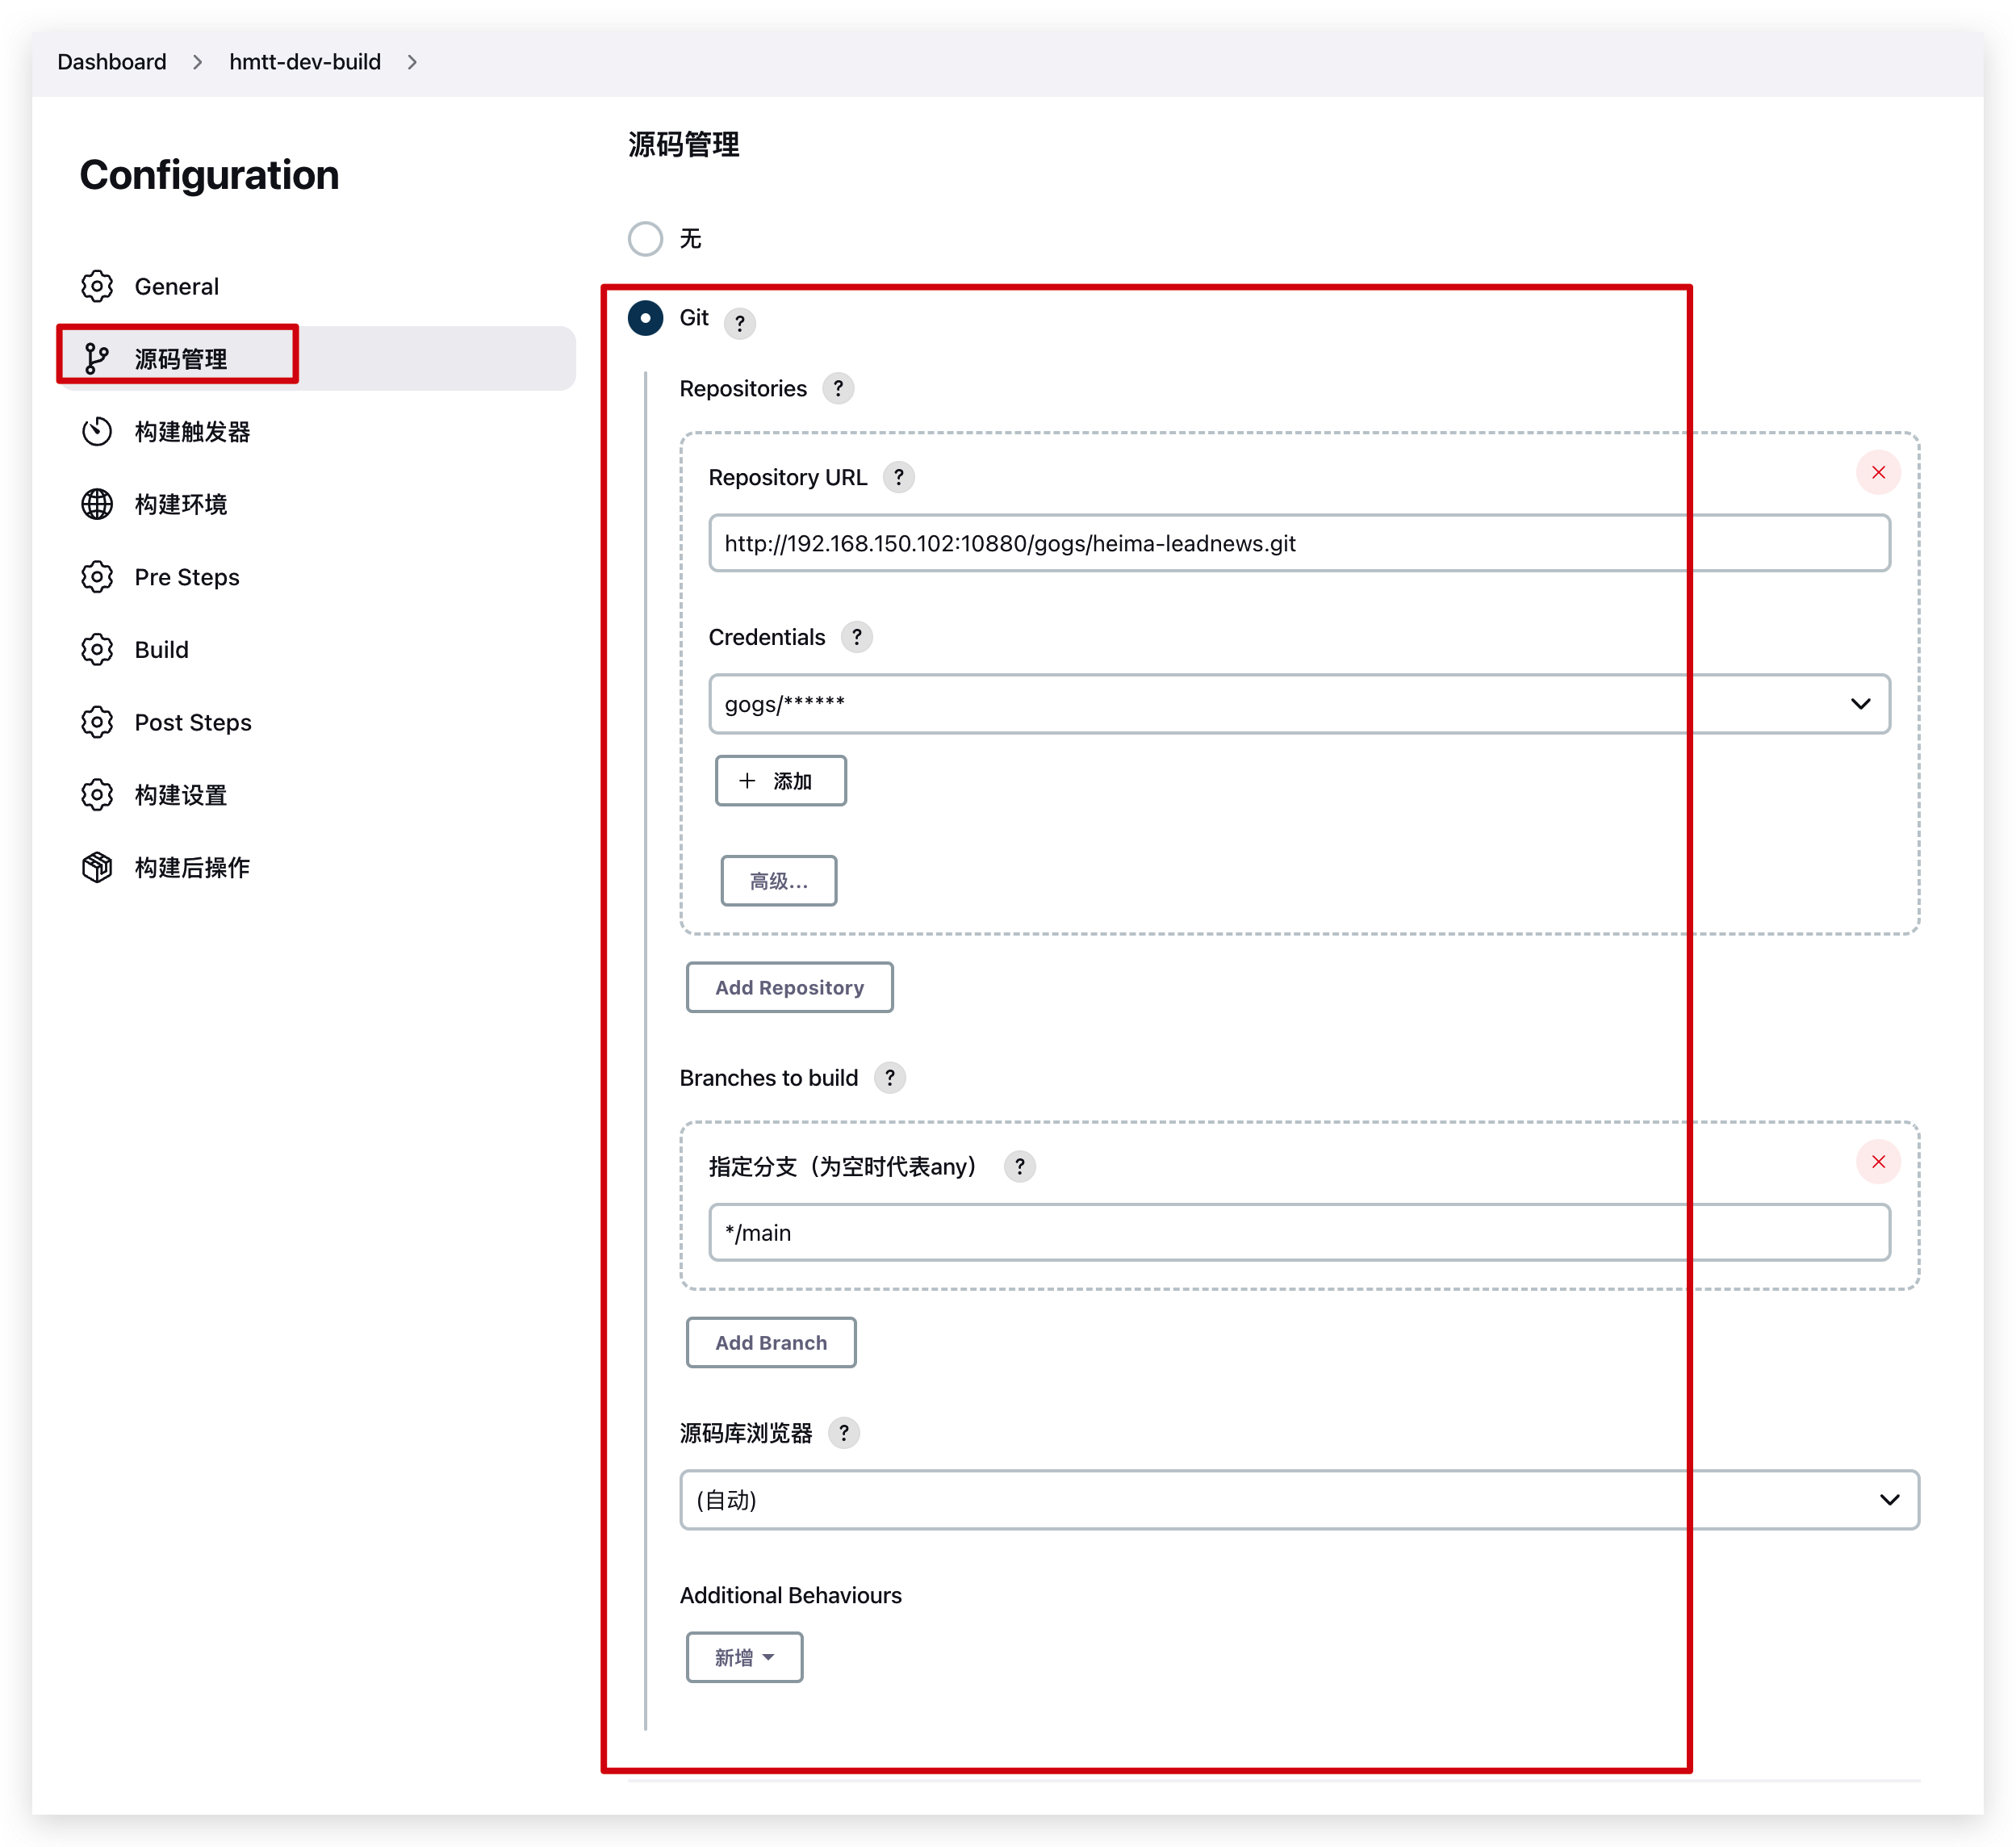 Dashboard
hmtt-dev-build
Configuration
General
源码管理
构建触发器
构建环境
Pre Steps
Build
Post Steps
构建设置
构建后操作
源码管理
无
Git ?
Repositories ?
Repository URL ?
http://192.168.150.102:10880/gogs/heima-leadnews.git
Credentials ?
gogs/******
+ 添加
高级...
Add Repository
Branches to build ?
指定分支（为空时代表any） ?
*/main
Add Branch
源码库浏览器 ?
(自动)
Additional Behaviours
新增